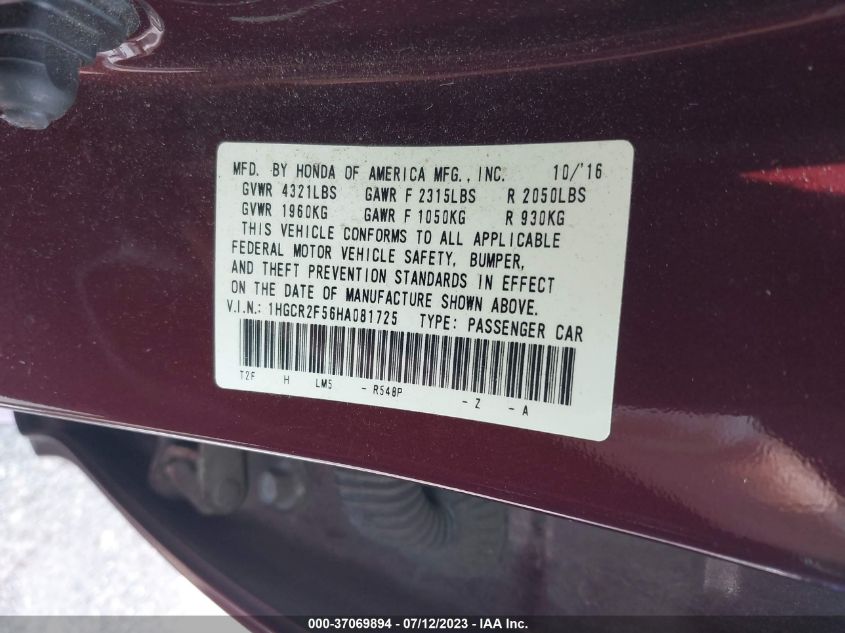 MFD. BY HONDA OF AMERICA MFG., INC. 10/'16
GVWR 4321LBS GAWR F 2315LBS R 2050LBS
GVWR 1960KG GAWR F 1050KG R 930KG
THIS VEHICLE CONFORMS TO ALL APPLICABLE
FEDERAL MOTOR VEHICLE SAFETY, BUMPER,
AND THEFT PREVENTION STANDARDS IN EFFECT
ON THE DATE OF MANUFACTURE SHOWN ABOVE.
V.I.N.: 1HGCR2F56HA081725 TYPE: PASSENGER CAR
T2F H LM5 - R548P - Z - A
000-37069894 — 07/12/2023 — IAA Inc.